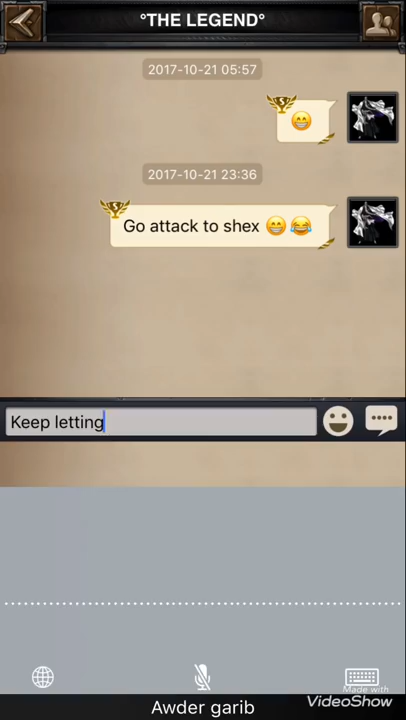 °THE LEGEND°
2017-10-21 05:57
😁
2017-10-21 23:36
Go attack to shex 😁😂
Keep letting
Made with
VideoShow
Awder garib